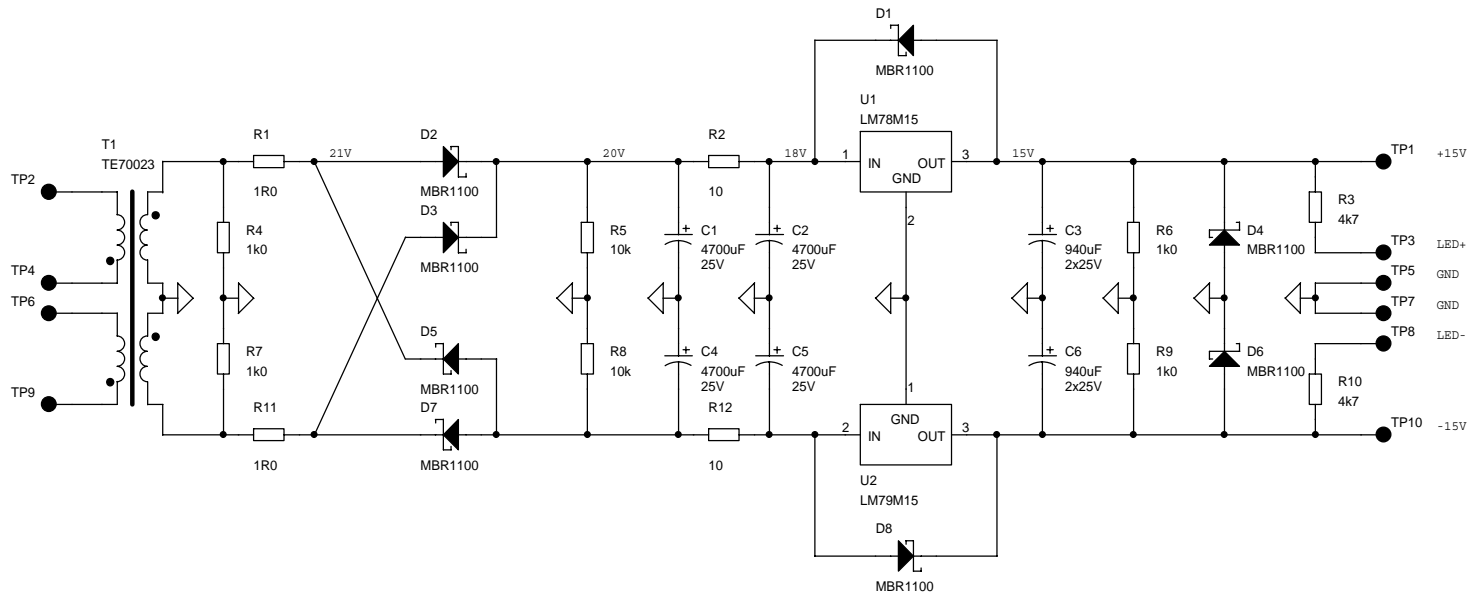 D1
MBR1100
U1
LM78M15
T1
TE70023
R1
1R0
21V
D2
MBR1100
20V
R2
10
18V
1
IN
OUT
GND
3
2
15V
TP1
+15V
TP2
TP4
TP6
TP9
R4
1k0
R7
1k0
D3
MBR1100
R5
10k
C1
4700uF
25V
C2
4700uF
25V
C3
940uF
2x25V
R6
1k0
D4
MBR1100
R3
4k7
TP3
LED+
TP5
GND
TP7
GND
TP8
LED-
D5
MBR1100
R8
10k
C4
4700uF
25V
C5
4700uF
25V
C6
940uF
2x25V
R9
1k0
D6
MBR1100
R10
4k7
R11
1R0
D7
MBR1100
R12
10
1
GND
2
IN
OUT
3
U2
LM79M15
TP10
-15V
D8
MBR1100